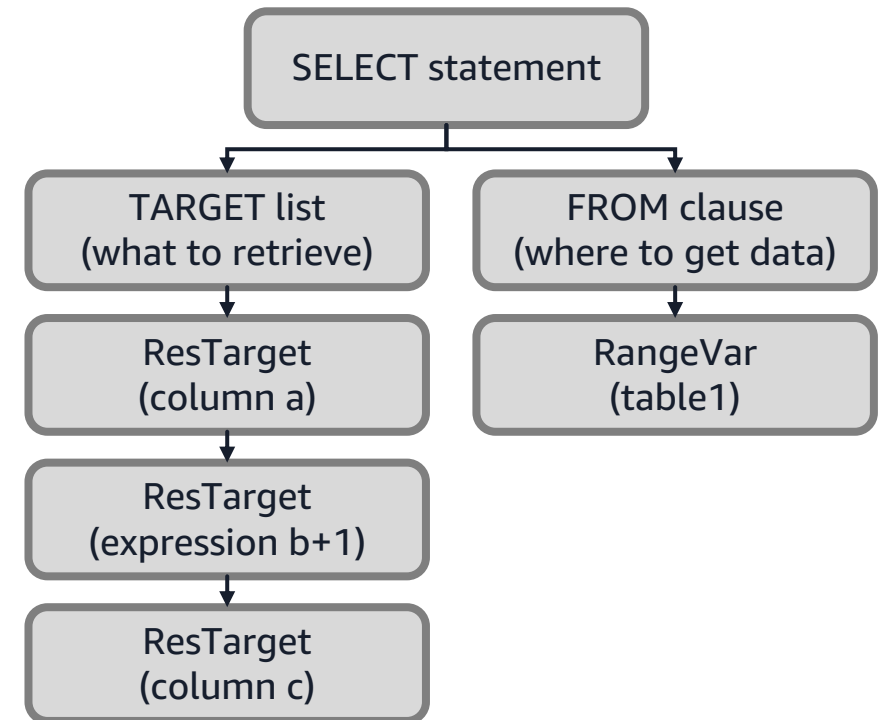 SELECT statement
TARGET list
(what to retrieve)
FROM clause
(where to get data)
ResTarget
(column a)
RangeVar
(table1)
ResTarget
(expression b+1)
ResTarget
(column c)